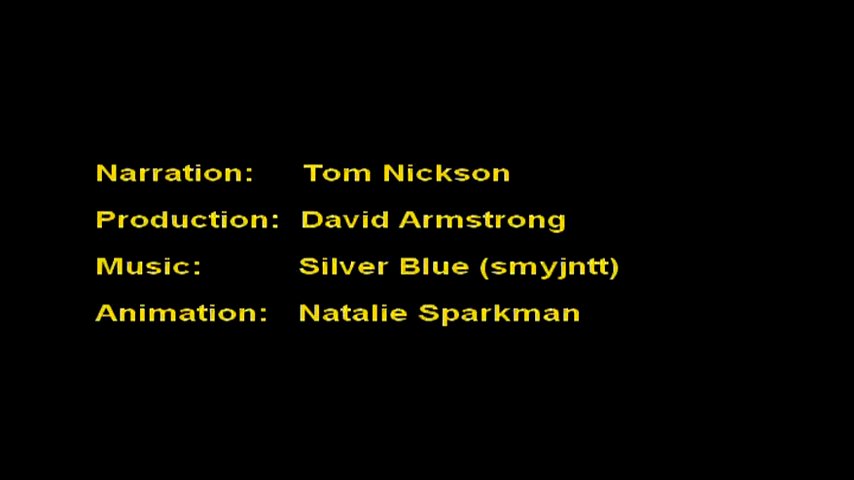 Narration: Tom Nickson
Production: David Armstrong
Music: Silver Blue (smyjntt)
Animation: Natalie Sparkman